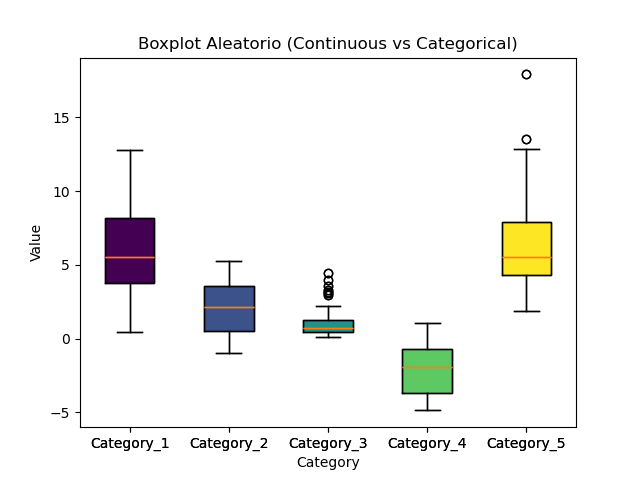 Boxplot Aleatorio (Continuous vs Categorical)
Value
15
10
5
0
−5
Category_1 Category_2 Category_3 Category_4 Category_5
Category